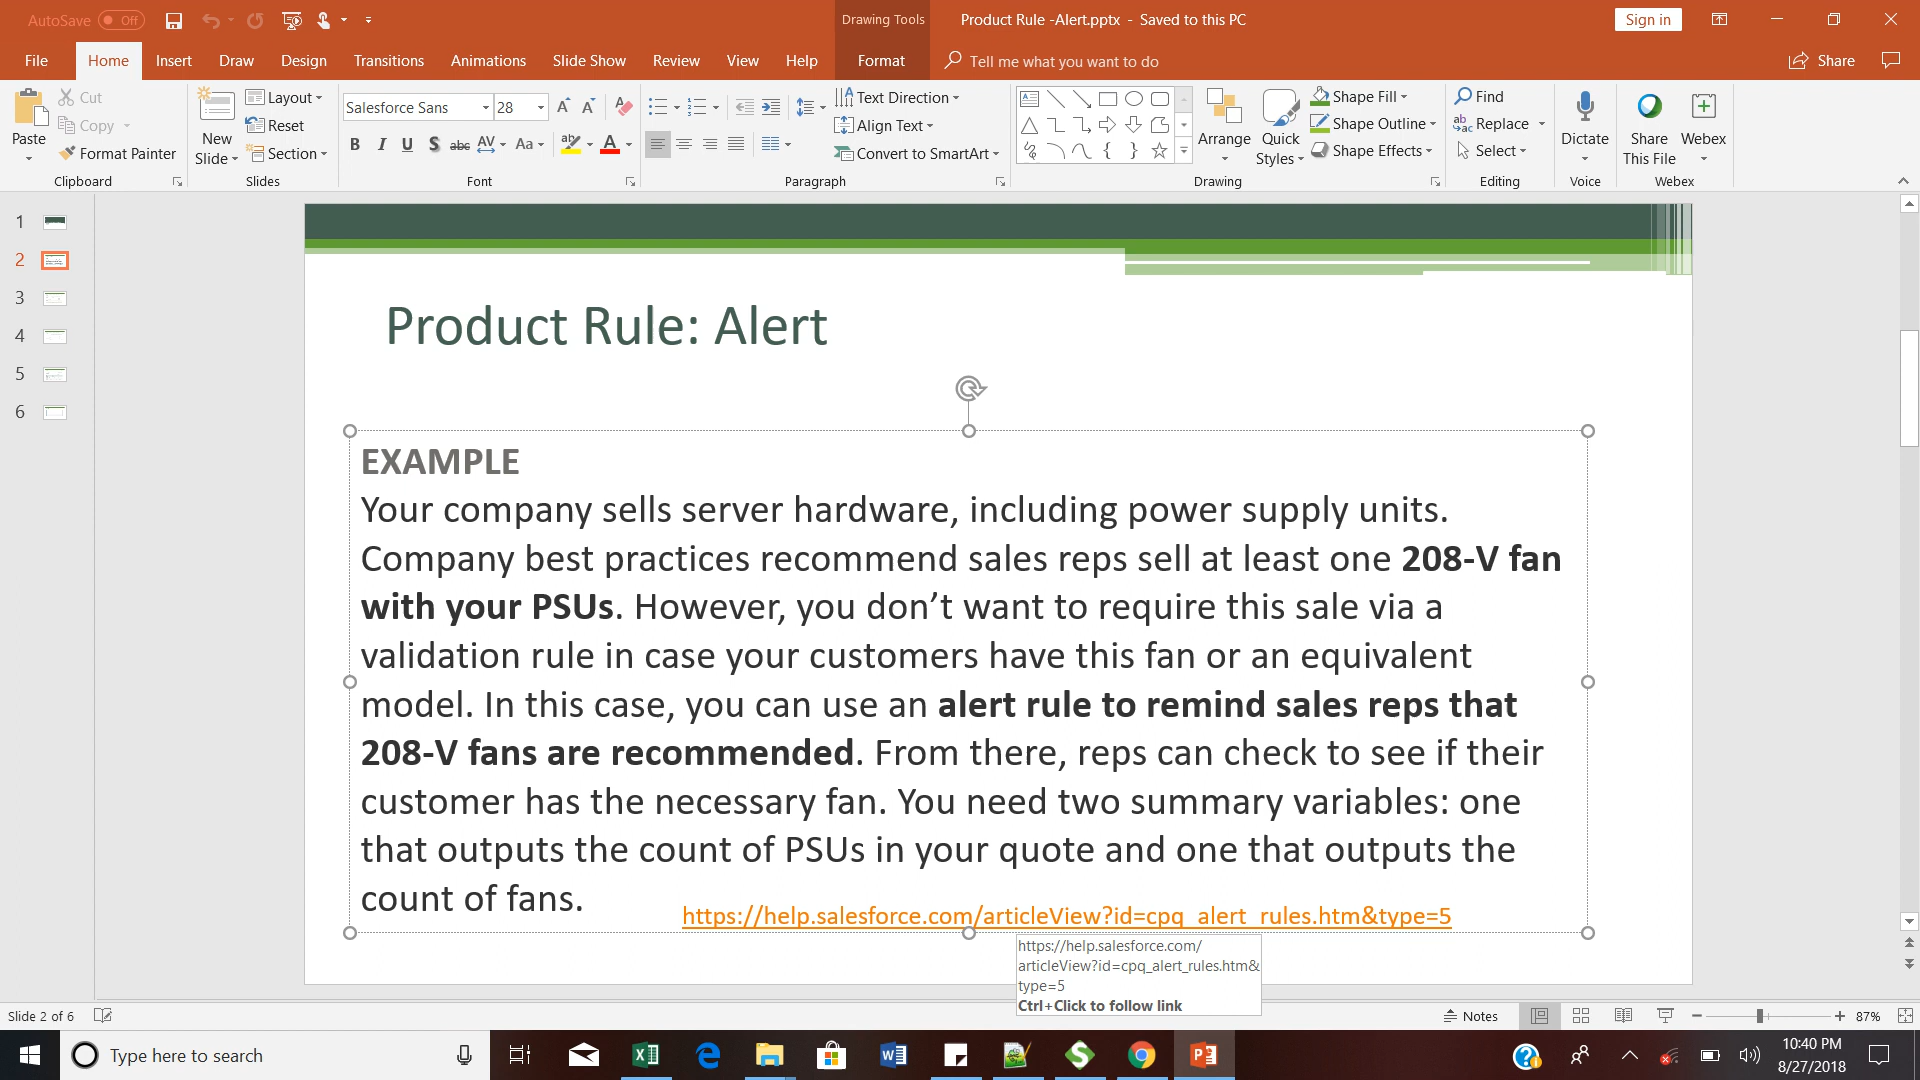 AutoSave Off
Drawing Tools
Product Rule -Alert.pptx - Saved to this PC
Sign in
File Home Insert Draw Design Transitions Animations Slide Show Review View Help Format Tell me what you want to do Share
Paste
Cut
Copy
Format Painter
Clipboard
New Slide
Layout
Reset
Section
Slides
Salesforce Sans 28
B I U S abc AV Aa A
Font
Text Direction
Align Text
Convert to SmartArt
Paragraph
Arrange
Quick Styles
Shape Fill
Shape Outline
Shape Effects
Drawing
Find
Replace
Select
Editing
Dictate
Voice
Share This File
Webex
Webex
1
2
3
4
5
6
Product Rule: Alert
EXAMPLE
Your company sells server hardware, including power supply units.
Company best practices recommend sales reps sell at least one 208-V fan
with your PSUs. However, you don’t want to require this sale via a
validation rule in case your customers have this fan or an equivalent
model. In this case, you can use an alert rule to remind sales reps that
208-V fans are recommended. From there, reps can check to see if their
customer has the necessary fan. You need two summary variables: one
that outputs the count of PSUs in your quote and one that outputs the
count of fans.
https://help.salesforce.com/articleView?id=cpq_alert_rules.htm&type=5
https://help.salesforce.com/
articleView?id=cpq_alert_rules.htm&
type=5
Ctrl+Click to follow link
Slide 2 of 6
Notes
87%
Type here to search
10:40 PM
8/27/2018